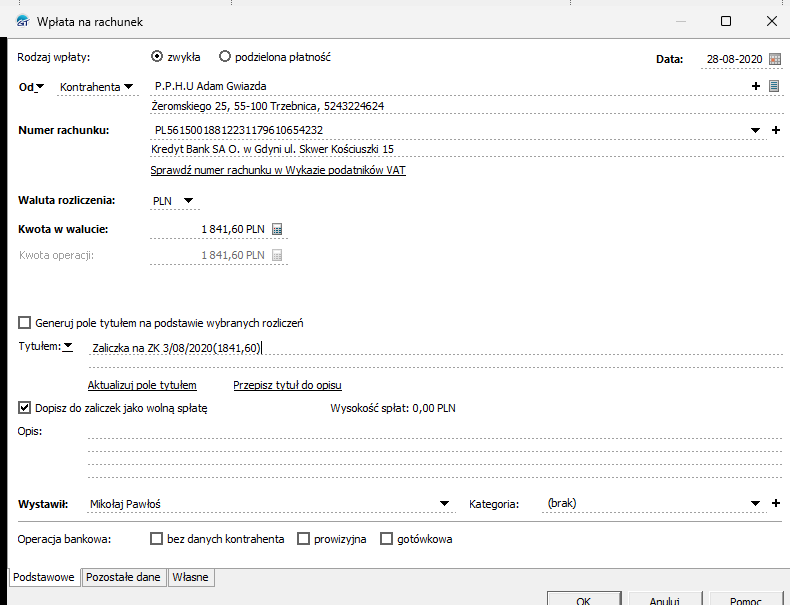 Wpłata na rachunek
Rodzaj wpłaty: zwykła podzielona płatność Data: 28-08-2020
Od Kontrahenta P.P.H.U Adam Gwiazda
Żeromskiego 25, 55-100 Trzebnica, 5243224624
Numer rachunku: PL56150018812231179610654232
Kredyt Bank SA O. w Gdyni ul. Skwer Kościuszki 15
Sprawdź numer rachunku w Wykazie podatników VAT
Waluta rozliczenia: PLN
Kwota w walucie: 1 841,60 PLN
Kwota operacji: 1 841,60 PLN
Generuj pole tytułem na podstawie wybranych rozliczeń
Tytułem: Zaliczka na ZK 3/08/2020(1841,60)
Aktualizuj pole tytułem Przepisz tytuł do opisu
Dopisz do zaliczek jako wolną spłatę Wysokość spłat: 0,00 PLN
Opis:
Wystawił: Mikołaj Pawłoś Kategoria: (brak)
Operacja bankowa: bez danych kontrahenta prowizyjna gotówkowa
Podstawowe Pozostałe dane Własne
OK Anuluj Pomoc